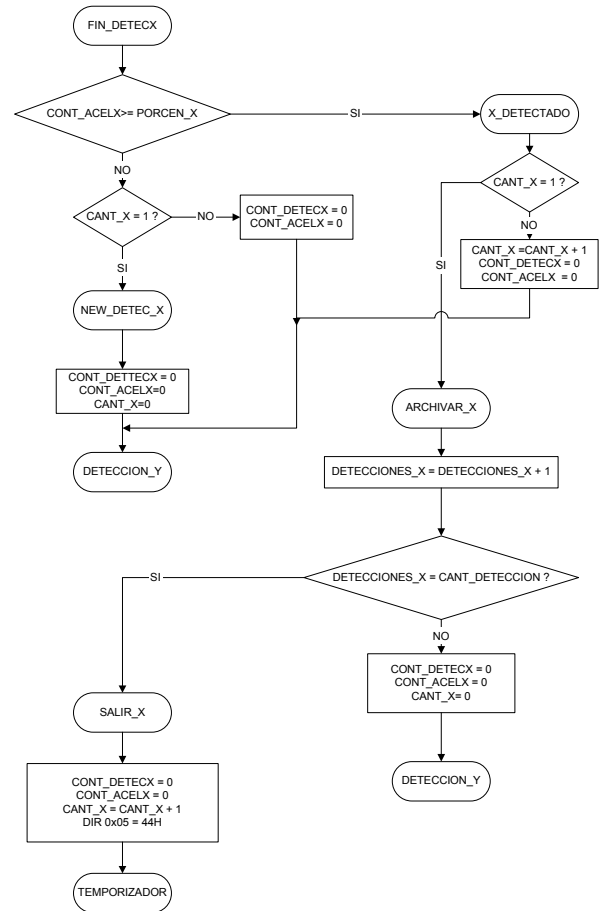 FIN_DETECX
CONT_ACELX>= PORCEN_X
SI
X_DETECTADO
NO
CANT_X = 1 ?
NO
CONT_DETECX = 0
CONT_ACELX = 0
CANT_X = 1 ?
NO
CANT_X =CANT_X + 1
CONT_DETECX = 0
CONT_ACELX = 0
SI
SI
NEW_DETEC_X
CONT_DETTECX = 0
CONT_ACELX=0
CANT_X=0
ARCHIVAR_X
DETECCION_Y
DETECCIONES_X = DETECCIONES_X + 1
SI
DETECCIONES_X = CANT_DETECCION ?
NO
CONT_DETECX = 0
CONT_ACELX = 0
CANT_X= 0
SALIR_X
DETECCION_Y
CONT_DETECX = 0
CONT_ACELX = 0
CANT_X = CANT_X + 1
DIR 0x05 = 44H
TEMPORIZADOR